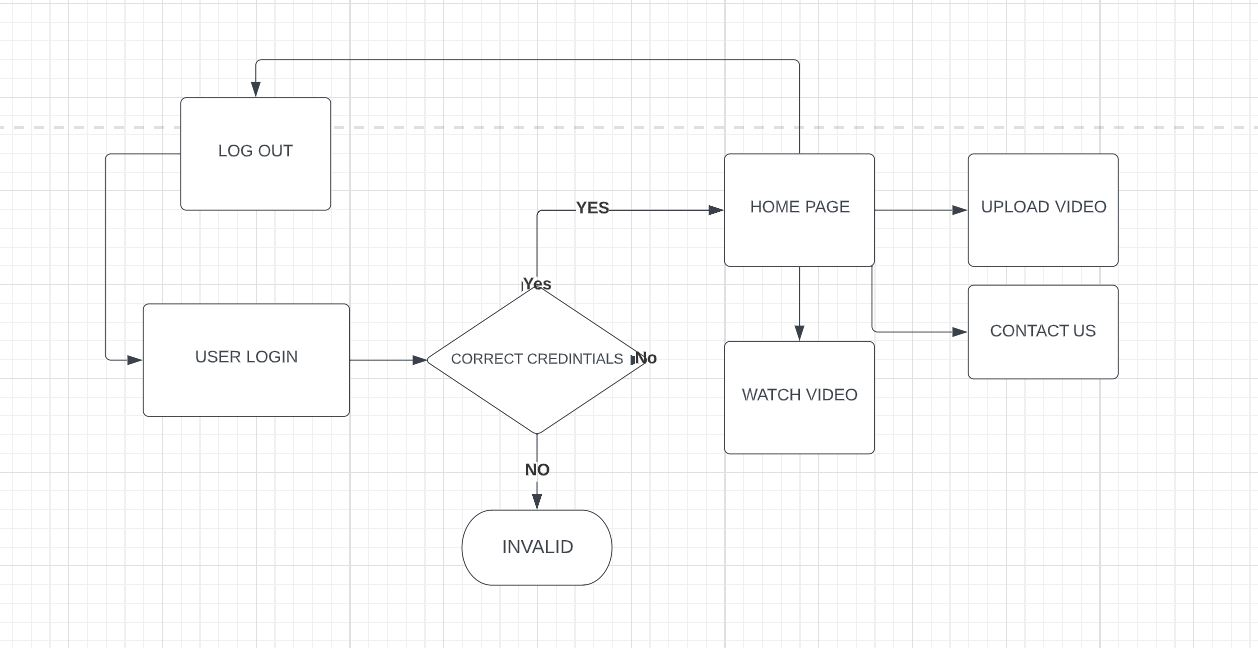 LOG OUT
YES
HOME PAGE
UPLOAD VIDEO
Yes
CONTACT US
USER LOGIN
CORRECT CREDINTIALS
No
WATCH VIDEO
NO
INVALID